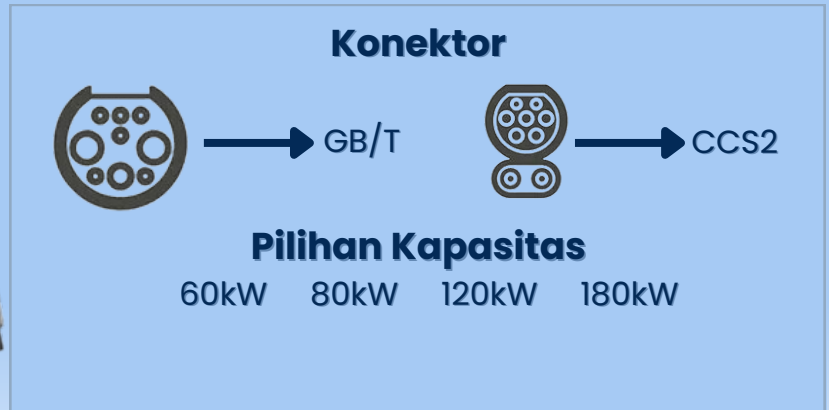 Konektor
GB/T
CCS2
Pilihan Kapasitas
60kW 80kW 120kW 180kW